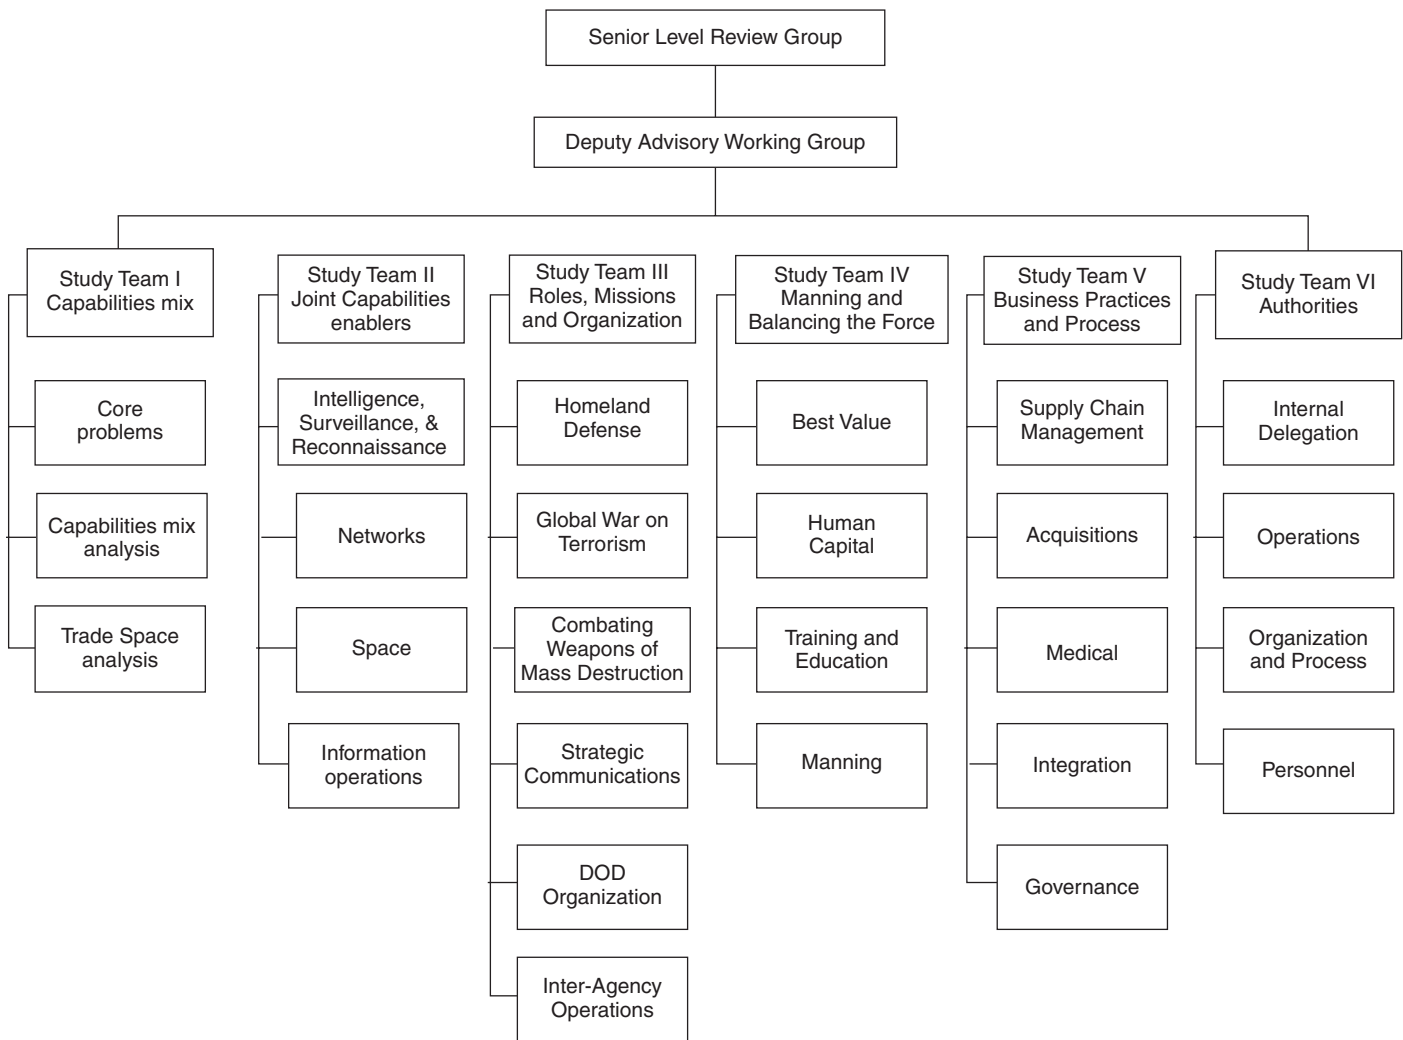 Senior Level Review Group
Deputy Advisory Working Group
Study Team I
Capabilities mix
Core
problems
Capabilities mix
analysis
Trade Space
analysis
Study Team II
Joint Capabilities
enablers
Intelligence,
Surveillance, &
Reconnaissance
Networks
Space
Information
operations
Study Team III
Roles, Missions
and Organization
Homeland
Defense
Global War on
Terrorism
Combating
Weapons of
Mass Destruction
Strategic
Communications
DOD
Organization
Inter-Agency
Operations
Study Team IV
Manning and
Balancing the Force
Best Value
Human
Capital
Training and
Education
Manning
Study Team V
Business Practices
and Process
Supply Chain
Management
Acquisitions
Medical
Integration
Governance
Study Team VI
Authorities
Internal
Delegation
Operations
Organization
and Process
Personnel